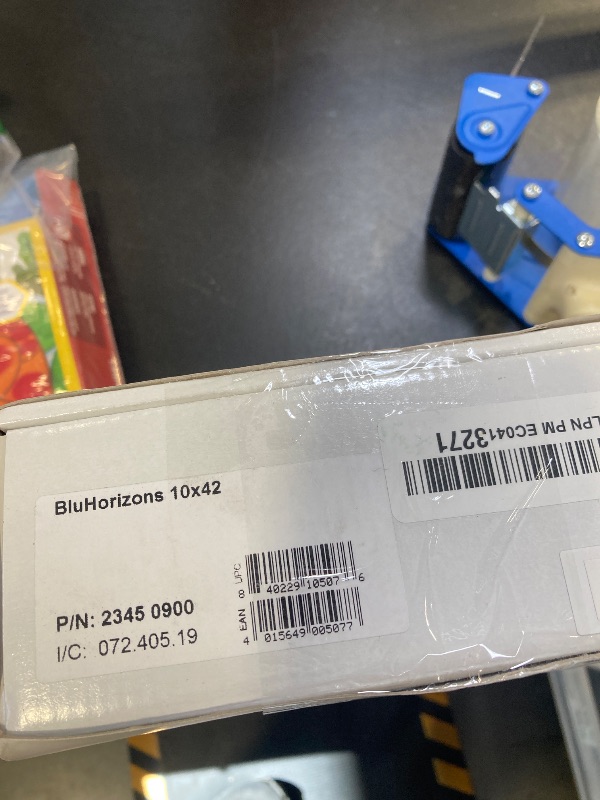 LPN PM EC0413271
BluHorizons 10x42
UPC
8 40229 10507 6
P/N: 2345 0900
I/C: 072.405.19
EAN
4 015649 005077